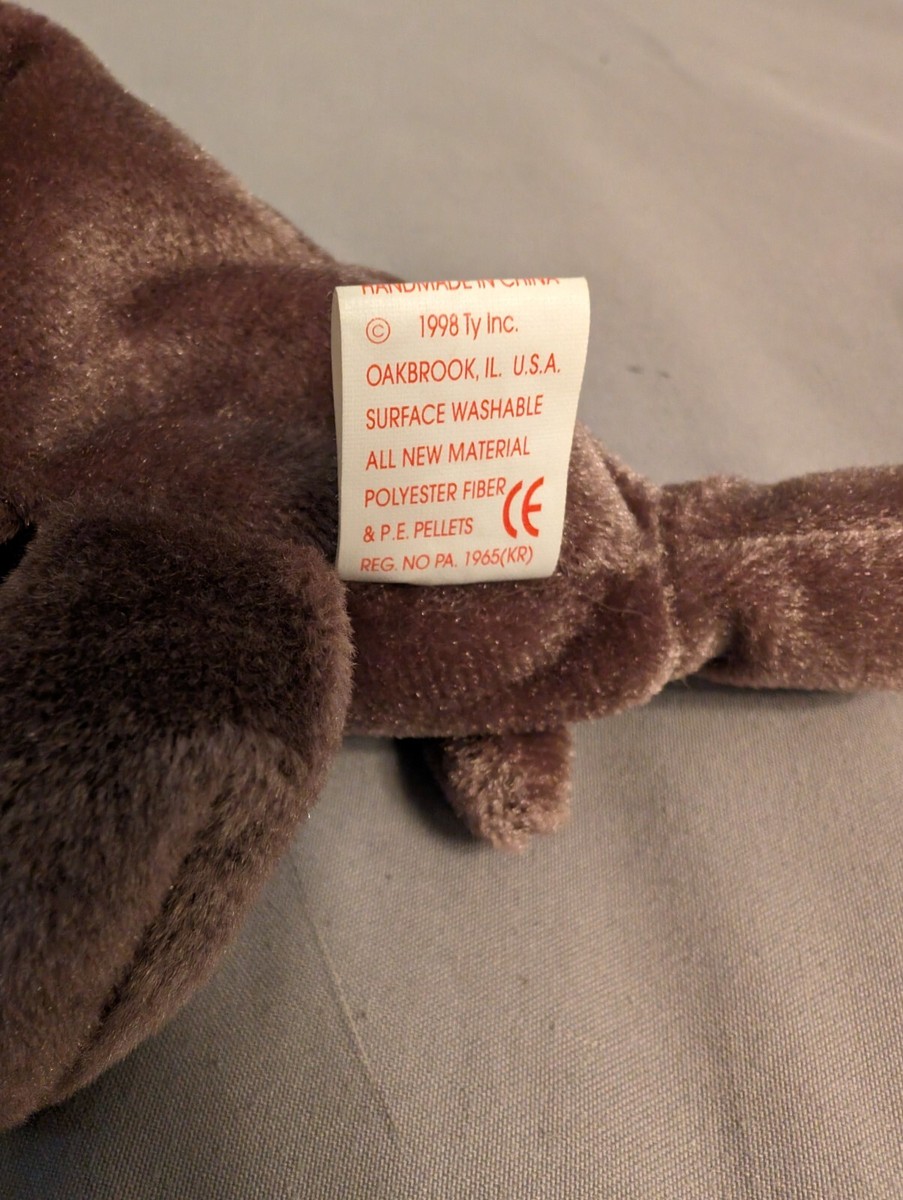 HANDMADE IN CHINA
© 1998 Ty Inc.
OAKBROOK, IL. U.S.A.
SURFACE WASHABLE
ALL NEW MATERIAL
POLYESTER FIBER
& P.E. PELLETS CE
REG. NO PA. 1965(KR)